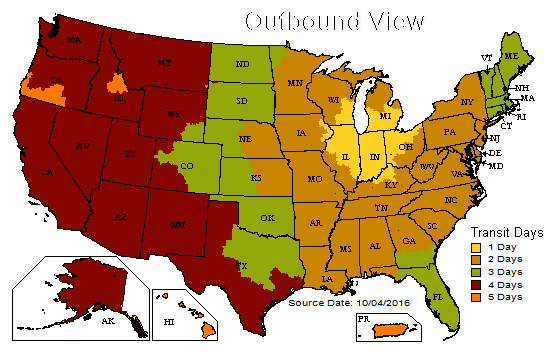 Outbound View
WA
MT
ND
MN
VT
ME
OR
ID
SD
WI
MI
NY
NH
MA
WY
RI
CT
NE
IA
PA
NJ
NV
UT
CO
IL
IN
OH
DE
MD
CA
KS
MO
WV
VA
KY
AZ
NM
OK
AR
TN
NC
SC
TX
MS
AL
GA
LA
FL
AK
HI
PR
Transit Days
1 Day
2 Days
3 Days
4 Days
5 Days
Source Date: 10/04/2016